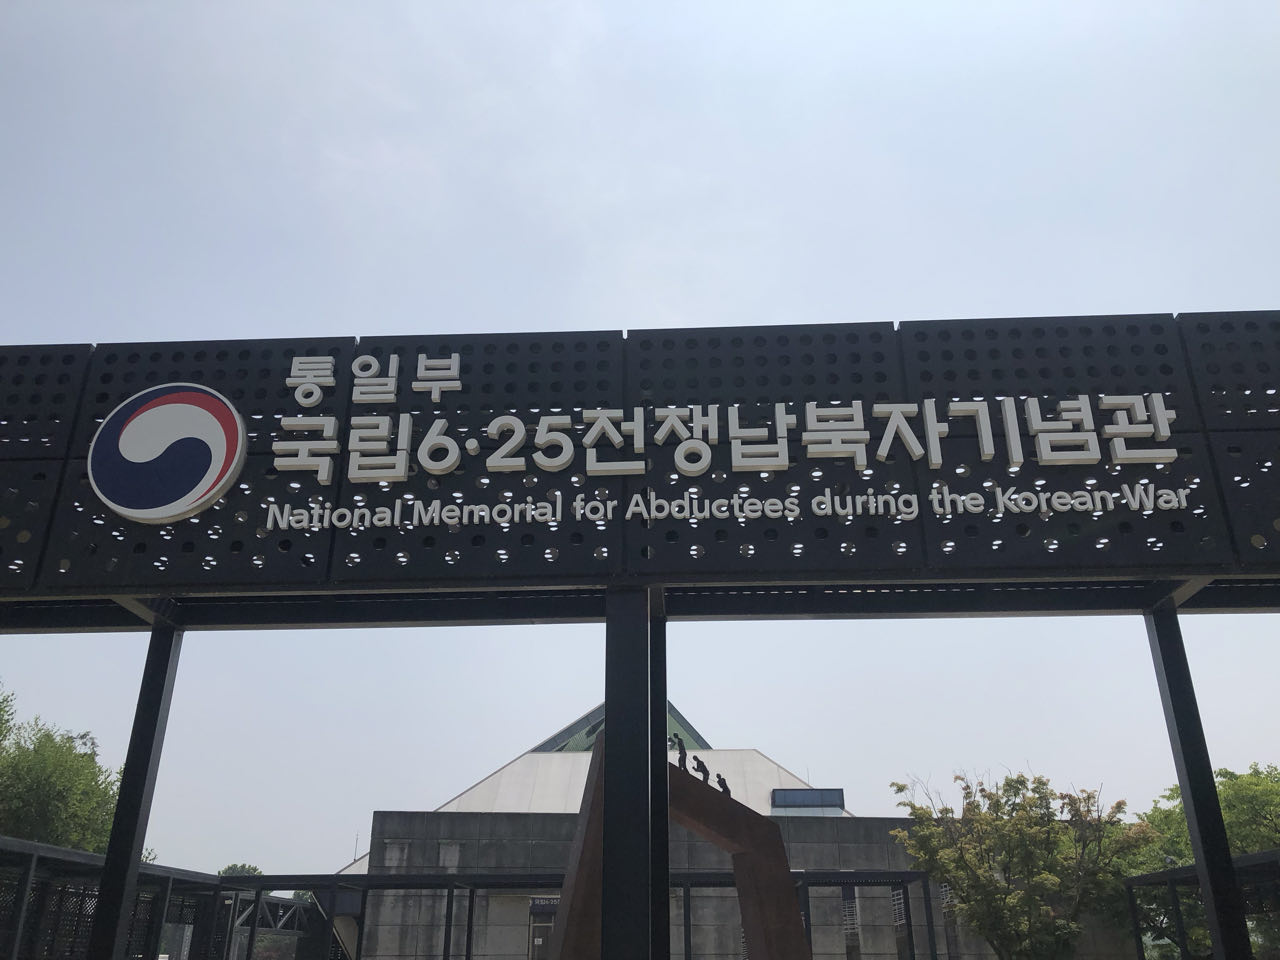 통일부
국립6·25전쟁납북자기념관
National Memorial for Abductees during the Korean War